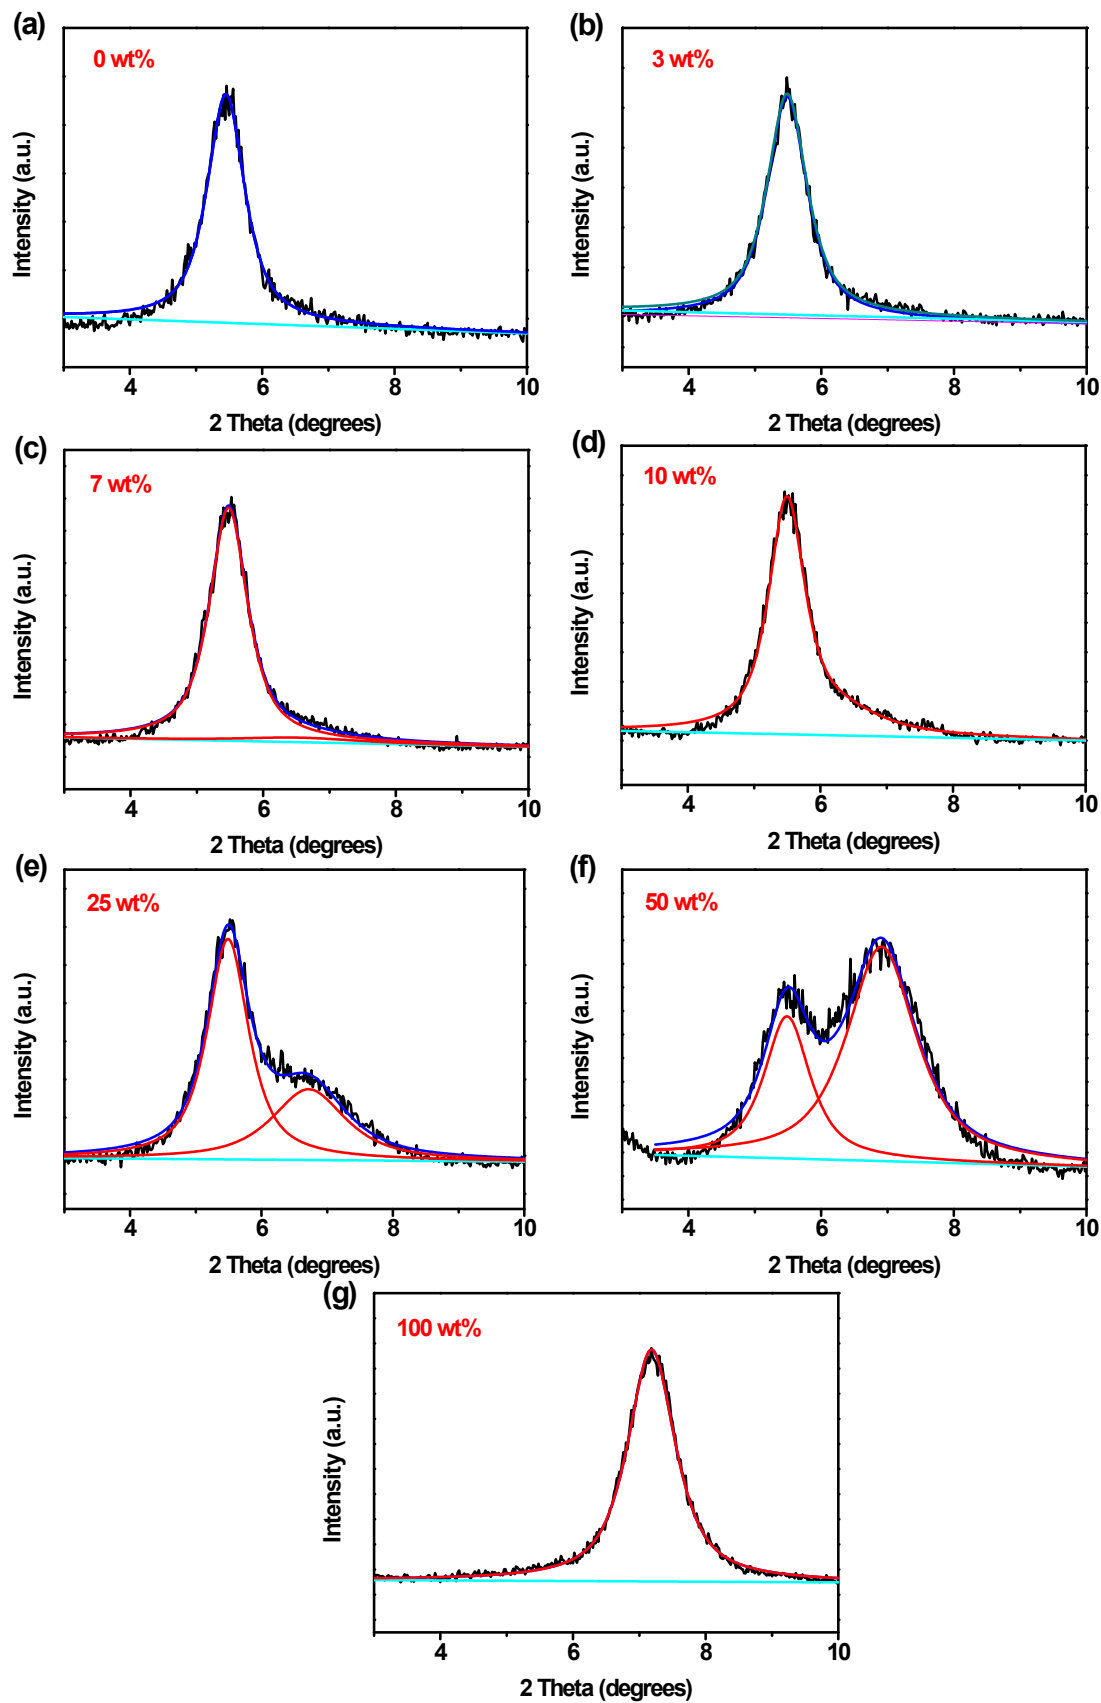 (a)
0 wt%
Intensity (a.u.)
4 6 8 10
2 Theta (degrees)
(b)
3 wt%
Intensity (a.u.)
4 6 8 10
2 Theta (degrees)
(c)
7 wt%
Intensity (a.u.)
4 6 8 10
2 Theta (degrees)
(d)
10 wt%
Intensity (a.u.)
4 6 8 10
2 Theta (degrees)
(e)
25 wt%
Intensity (a.u.)
4 6 8 10
2 Theta (degrees)
(f)
50 wt%
Intensity (a.u.)
4 6 8 10
2 Theta (degrees)
(g)
100 wt%
Intensity (a.u.)
4 6 8 10
2 Theta (degrees)